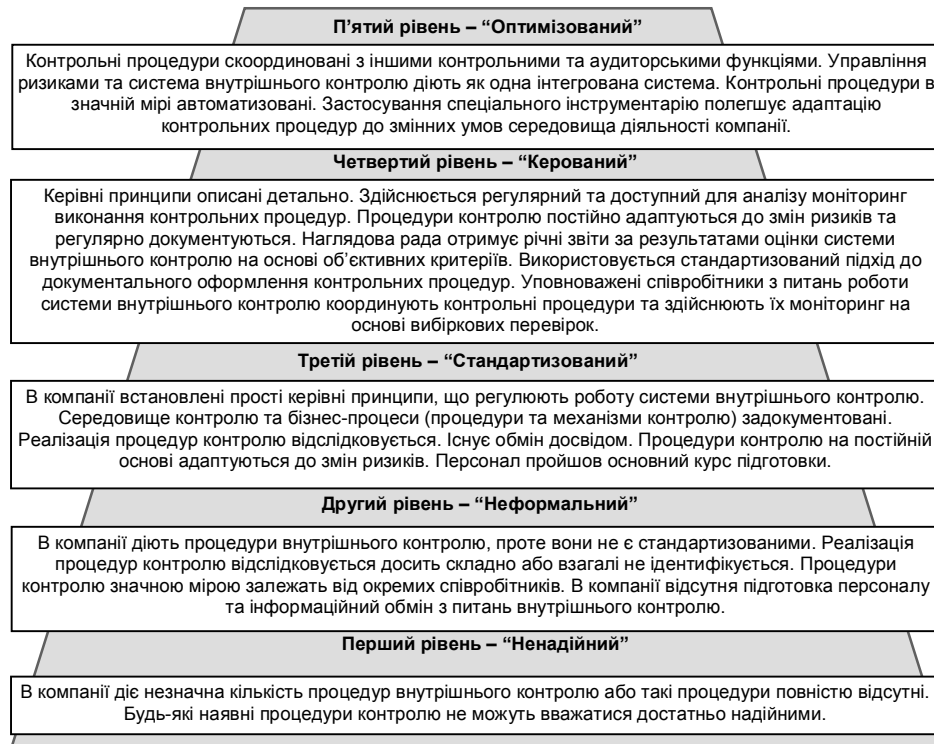 П’ятий рівень – “Оптимізований”
Контрольні процедури скоординовані з іншими контрольними та аудиторськими функціями. Управління
ризиками та система внутрішнього контролю діють як одна інтегрована система. Контрольні процедури в
значній мірі автоматизовані. Застосування спеціального інструментарію полегшує адаптацію
контрольних процедур до змінних умов середовища діяльності компанії.
Четвертий рівень – “Керований”
Керівні принципи описані детально. Здійснюється регулярний та доступний для аналізу моніторинг
виконання контрольних процедур. Процедури контролю постійно адаптуються до змін ризиків та
регулярно документуються. Наглядова рада отримує річні звіти за результатами оцінки системи
внутрішнього контролю на основі об’єктивних критеріїв. Використовується стандартизований підхід до
документального оформлення контрольних процедур. Уповноважені співробітники з питань роботи
системи внутрішнього контролю координують контрольні процедури та здійснюють їх моніторинг на
основі вибіркових перевірок.
Третій рівень – “Стандартизований”
В компанії встановлені прості керівні принципи, що регулюють роботу системи внутрішнього контролю.
Середовище контролю та бізнес-процеси (процедури та механізми контролю) задокументовані.
Реалізація процедур контролю відслідковується. Існує обмін досвідом. Процедури контролю на постійній
основі адаптуються до змін ризиків. Персонал пройшов основний курс підготовки.
Другий рівень – “Неформальний”
В компанії діють процедури внутрішнього контролю, проте вони не є стандартизованими. Реалізація
процедур контролю відслідковується досить складно або взагалі не ідентифікується. Процедури
контролю значною мірою залежать від окремих співробітників. В компанії відсутня підготовка персоналу
та інформаційний обмін з питань внутрішнього контролю.
Перший рівень – “Ненадійний”
В компанії діє незначна кількість процедур внутрішнього контролю або такі процедури повністю відсутні.
Будь-які наявні процедури контролю не можуть вважатися достатньо надійними.